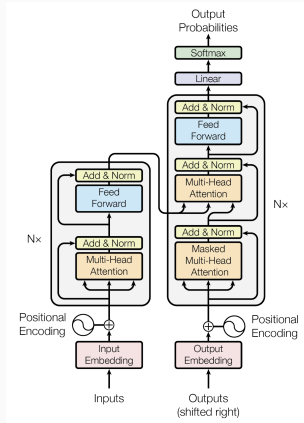 Output
Probabilities
Softmax
Linear
Add & Norm
Feed
Forward
Add & Norm
Multi-Head
Attention
Nx
Add & Norm
Masked
Multi-Head
Attention
Add & Norm
Feed
Forward
Nx
Add & Norm
Multi-Head
Attention
Positional
Encoding
Positional
Encoding
Input
Embedding
Output
Embedding
Inputs
Outputs
(shifted right)